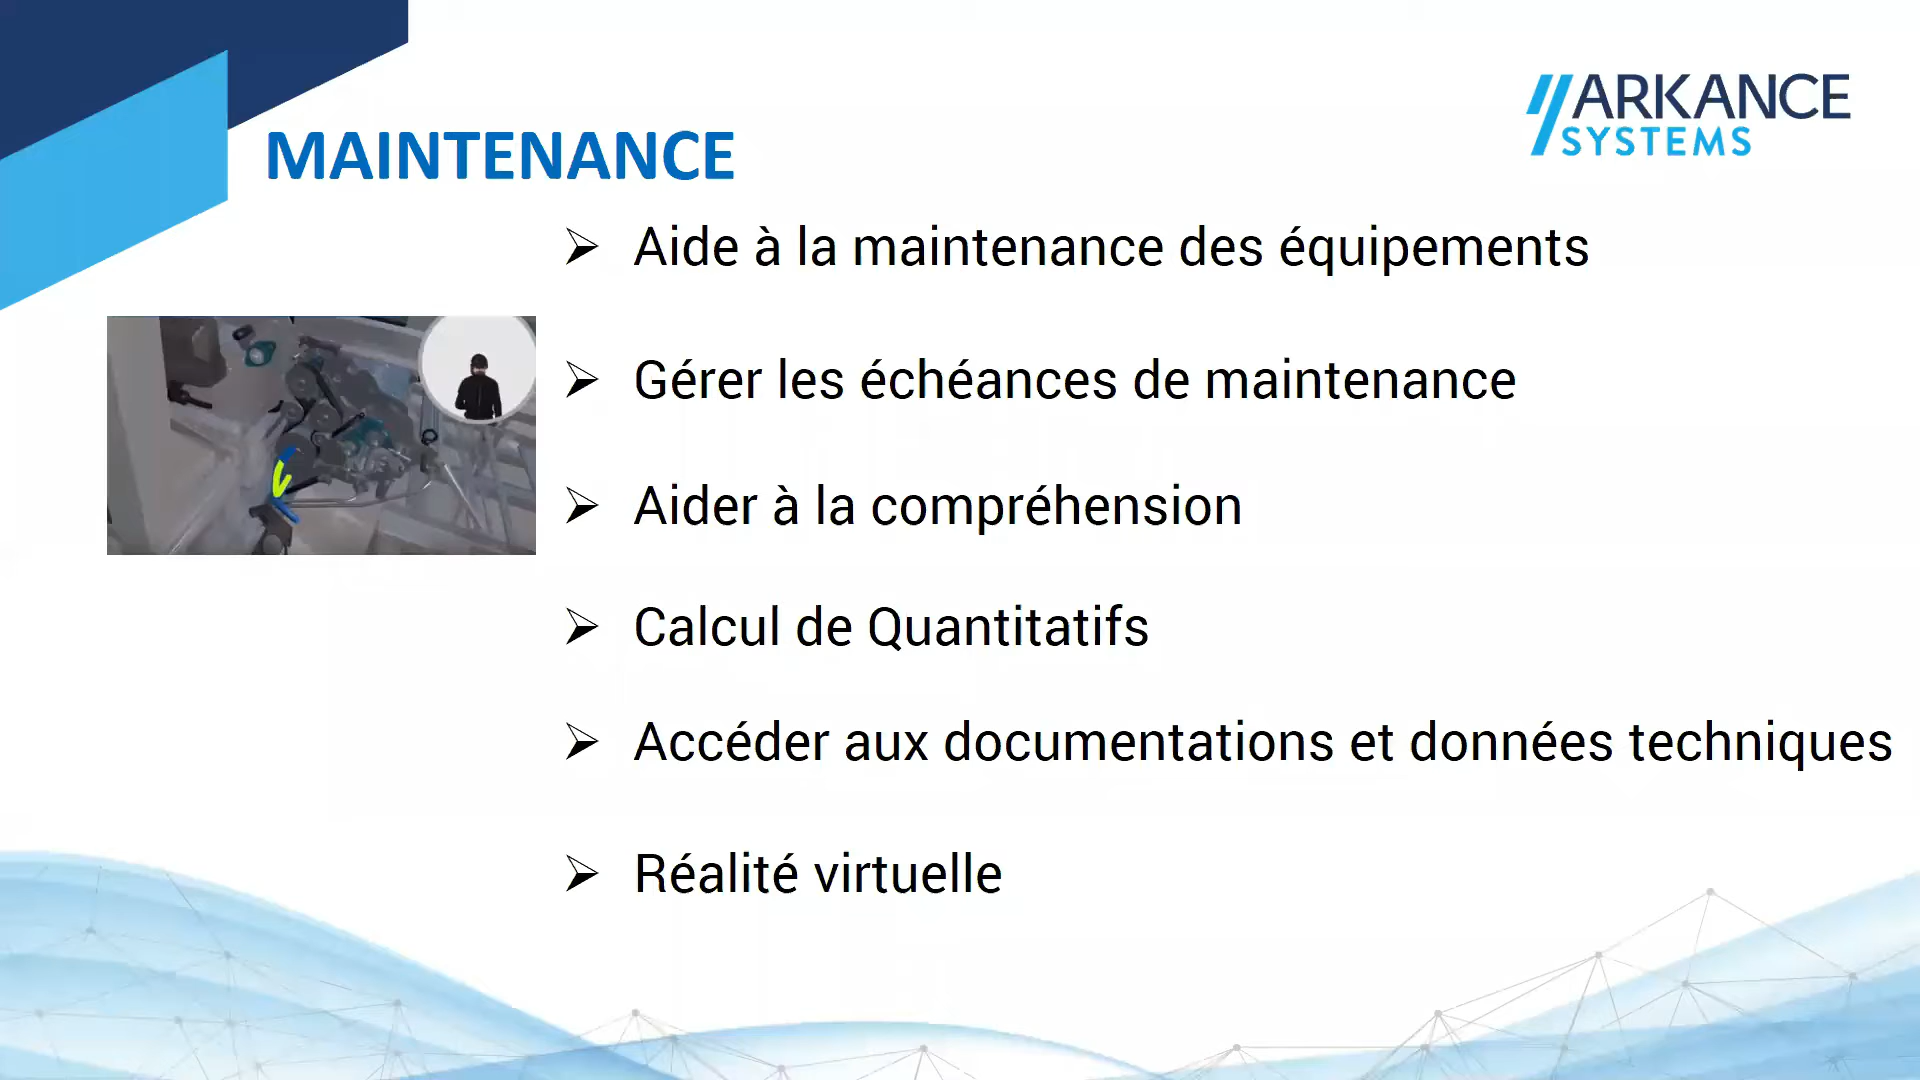 ARKANCE
SYSTEMS
MAINTENANCE
Aide à la maintenance des équipements
Gérer les échéances de maintenance
Aider à la compréhension
Calcul de Quantitatifs
Accéder aux documentations et données techniques
Réalité virtuelle